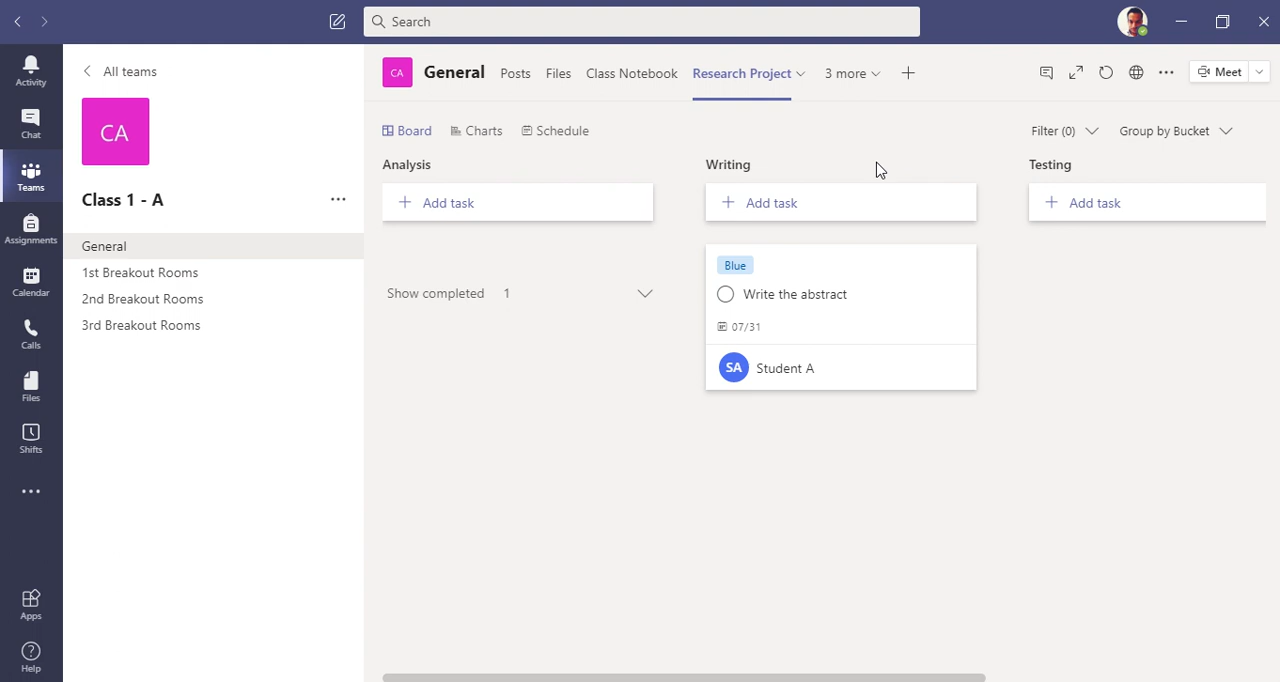 Search
Activity
Chat
Teams
Assignments
Calendar
Calls
Files
Shifts
Apps
Help
All teams
CA
Class 1 - A
General
1st Breakout Rooms
2nd Breakout Rooms
3rd Breakout Rooms
CA General Posts Files Class Notebook Research Project 3 more Meet
Board Charts Schedule Filter (0) Group by Bucket
Analysis Writing Testing
Add task Add task Add task
Blue
Show completed 1 Write the abstract
07/31
SA Student A